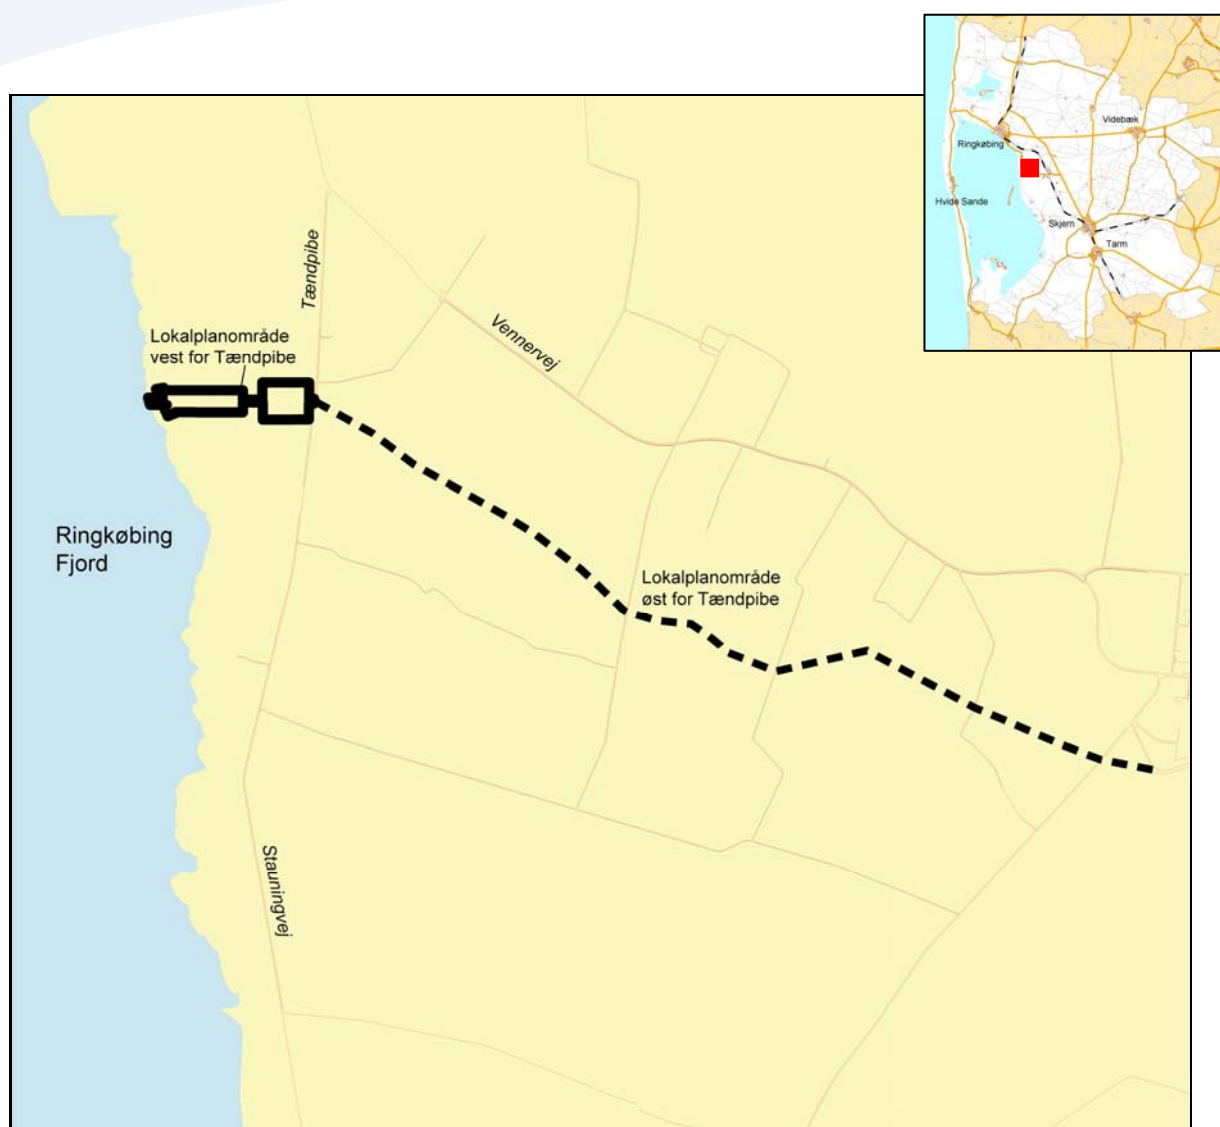 Videbæk
Ringkøbing
Hvide Sande
Skjern
Tarm
Tændpibe
Vennervej
Lokalplanområde
vest for Tændpibe
Ringkøbing
Fjord
Lokalplanområde
øst for Tændpibe
Stauningvej